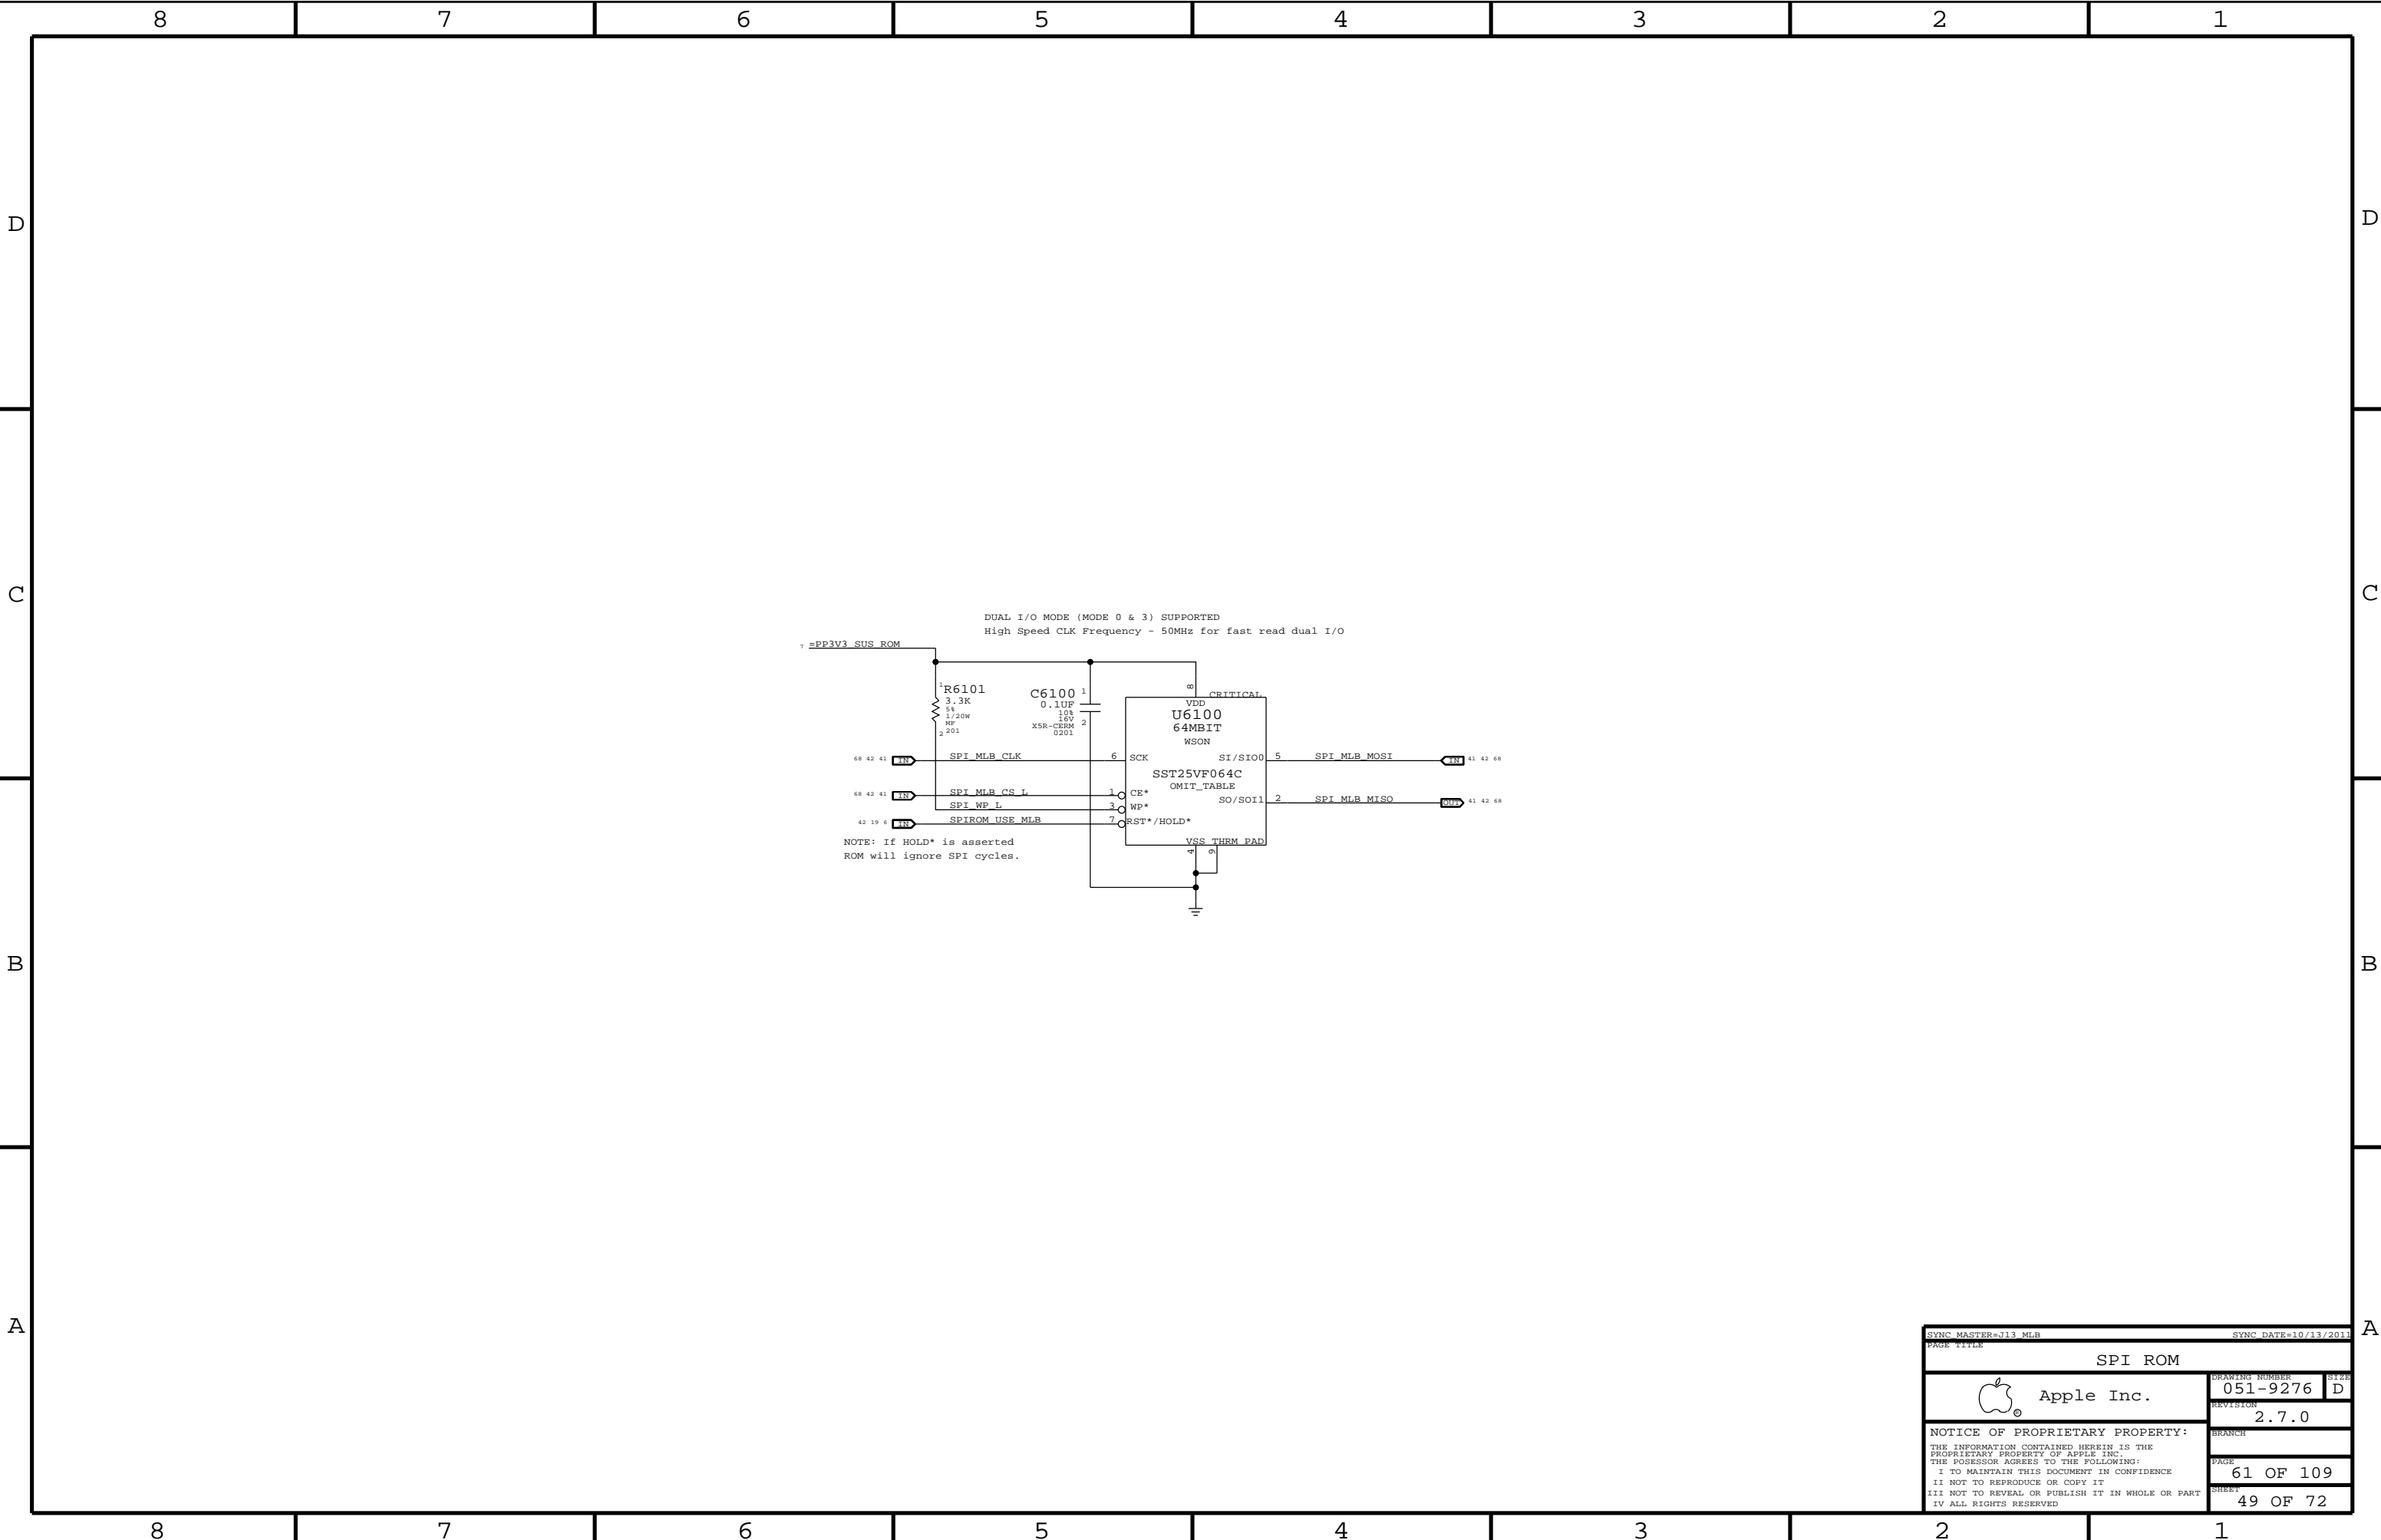 8 7 6 5 4 3 2 1
D D
DUAL I/O MODE (MODE 0 & 3) SUPPORTED
High Speed CLK Frequency - 50MHz for fast read dual I/O
C C
7 =PP3V3_SUS_ROM
1 R6101
3.3K
5%
1/20W
MF
2 201
C6100 1
0.1UF
10%
16V 2
X5R-CERM
0201
8 CRITICAL
VDD
U6100
64MBIT
WSON
68 42 41 IN SPI_MLB_CLK 6 SCK SI/SIO0 5 SPI_MLB_MOSI IN 41 42 68
SST25VF064C
OMIT_TABLE
68 42 41 IN SPI_MLB_CS_L 1 CE*
SO/SOI1 2 SPI_MLB_MISO OUT 41 42 68
SPI_WP_L 3 WP*
42 19 6 IN SPIROM_USE_MLB 7 RST*/HOLD*
NOTE: If HOLD* is asserted
ROM will ignore SPI cycles.
VSS THRM_PAD
4 9
B B
A A
SYNC_MASTER=J13_MLB SYNC_DATE=10/13/2011
PAGE TITLE
SPI ROM
Apple Inc.
®
DRAWING NUMBER SIZE
051-9276 D
REVISION
2.7.0
NOTICE OF PROPRIETARY PROPERTY:
THE INFORMATION CONTAINED HEREIN IS THE
PROPRIETARY PROPERTY OF APPLE INC.
THE POSESSOR AGREES TO THE FOLLOWING:
I TO MAINTAIN THIS DOCUMENT IN CONFIDENCE
II NOT TO REPRODUCE OR COPY IT
III NOT TO REVEAL OR PUBLISH IT IN WHOLE OR PART
IV ALL RIGHTS RESERVED
BRANCH
PAGE
61 OF 109
SHEET
49 OF 72
8 7 6 5 4 3 2 1